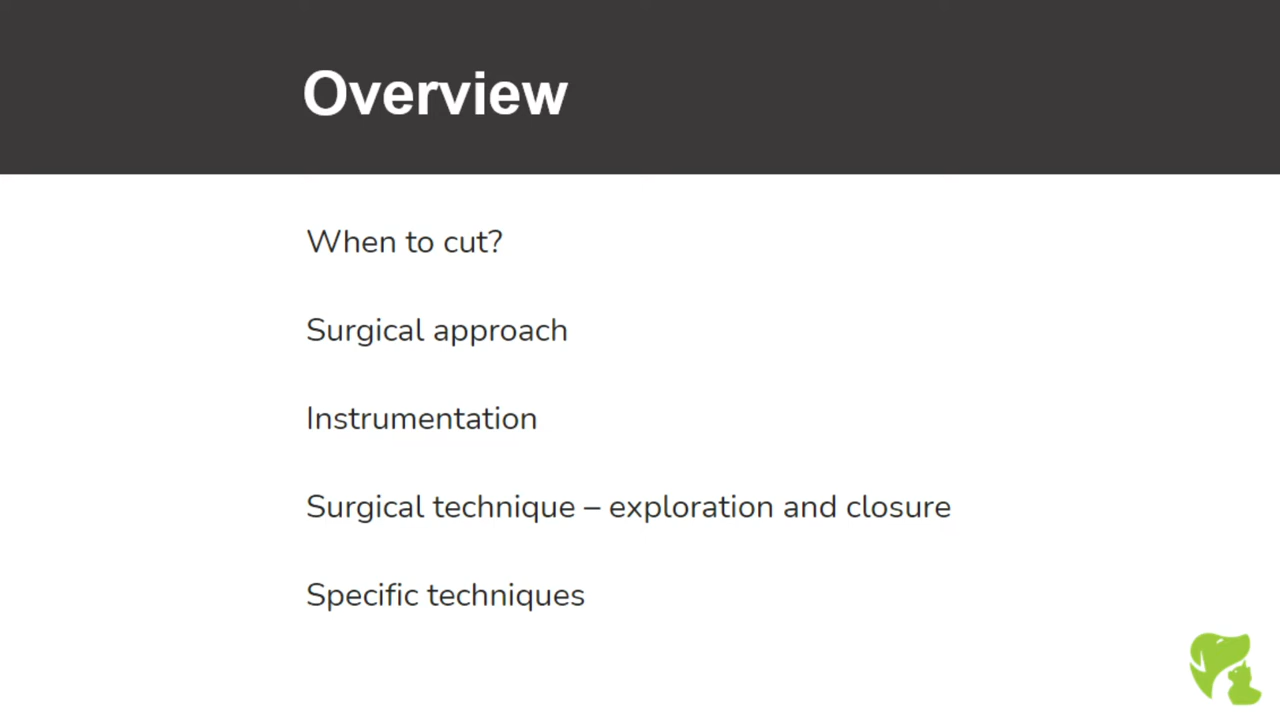 Overview
When to cut?
Surgical approach
Instrumentation
Surgical technique – exploration and closure
Specific techniques